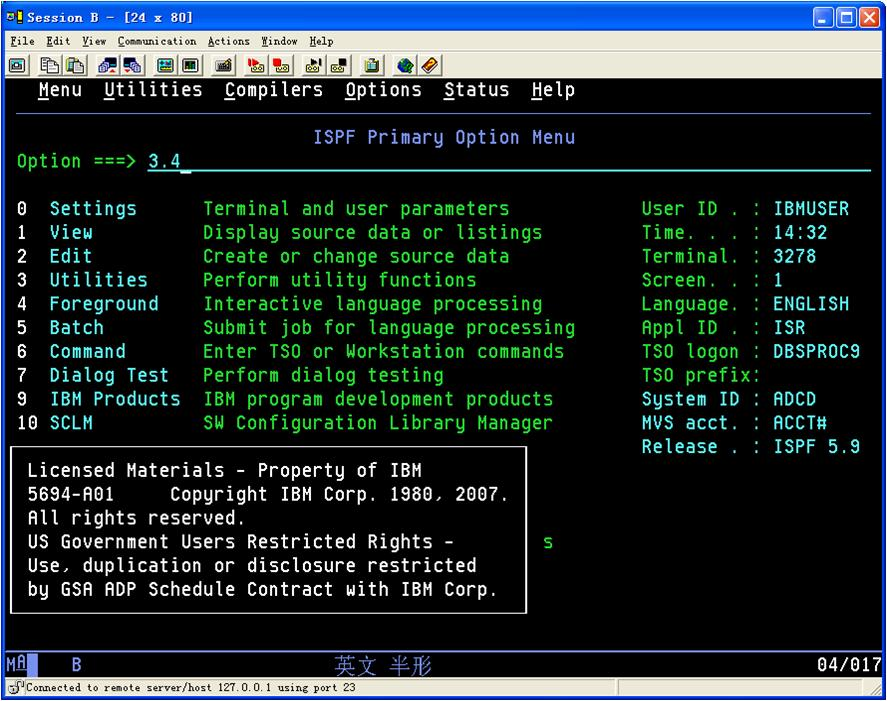 Session B - [24 x 80]
File Edit View Communication Actions Window Help
Menu Utilities Compilers Options Status Help
ISPF Primary Option Menu
Option ===> 3.4
0 Settings Terminal and user parameters User ID . : IBMUSER
1 View Display source data or listings Time. . . : 14:32
2 Edit Create or change source data Terminal. : 3278
3 Utilities Perform utility functions Screen. . : 1
4 Foreground Interactive language processing Language. : ENGLISH
5 Batch Submit job for language processing Appl ID . : ISR
6 Command Enter TSO or Workstation commands TSO logon : DBSPROC9
7 Dialog Test Perform dialog testing TSO prefix:
9 IBM Products IBM program development products System ID : ADCD
10 SCLM SW Configuration Library Manager MVS acct. : ACCT#
Release . : ISPF 5.9
Licensed Materials - Property of IBM
5694-A01 Copyright IBM Corp. 1980, 2007.
All rights reserved.
US Government Users Restricted Rights - s
Use, duplication or disclosure restricted
by GSA ADP Schedule Contract with IBM Corp.
MA B 英文 半形 04/017
Connected to remote server/host 127.0.0.1 using port 23